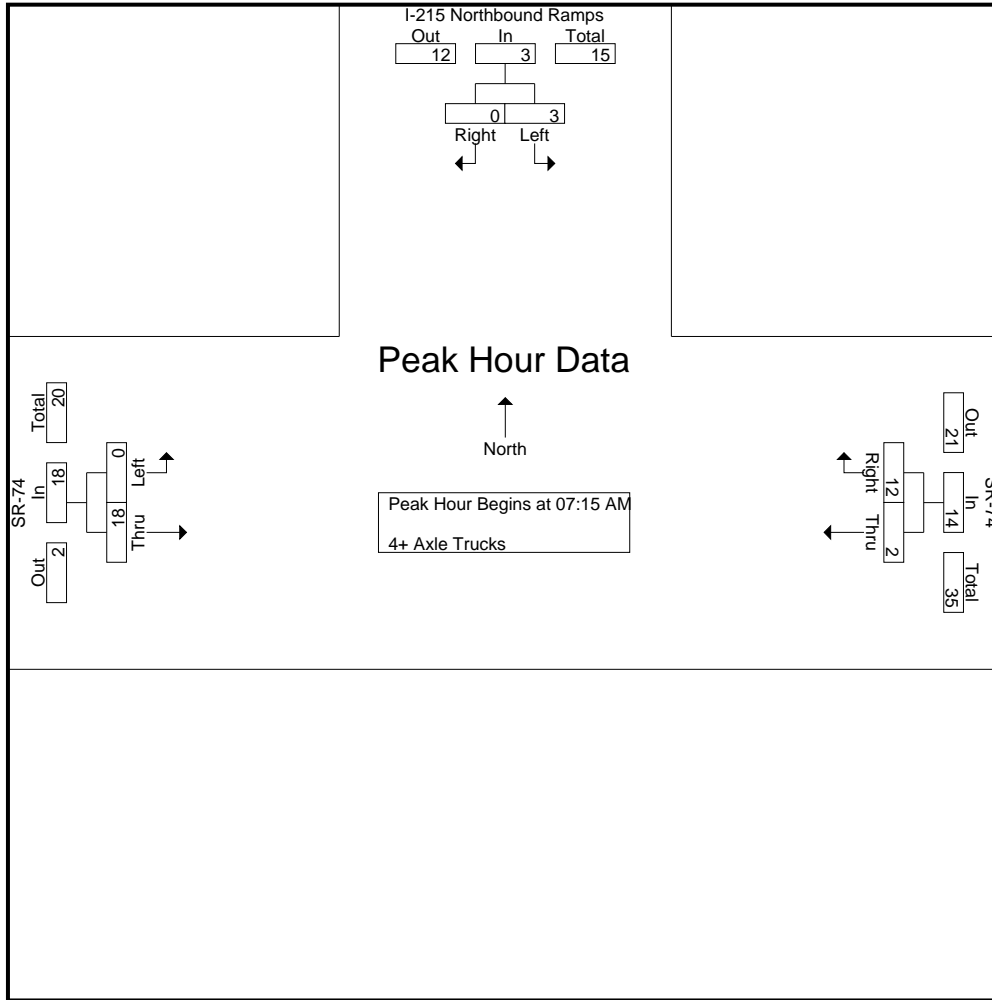 I-215 Northbound Ramps
Out In Total
12 3 15
0 3
Right Left
Peak Hour Data
North
Peak Hour Begins at 07:15 AM
4+ Axle Trucks
SR-74
Total In Out
20 18 2
0 18
Left Thru
SR-74
Out In Total
21 14 35
12 2
Right Thru